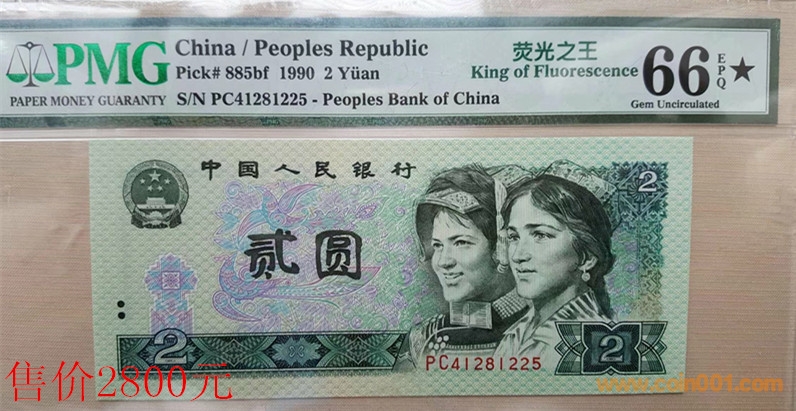 PMG
PAPER MONEY GUARANTY
China / Peoples Republic
Pick# 885bf 1990 2 Yüan
S/N PC41281225 - Peoples Bank of China
荧光之王
King of Fluorescence
66 EPQ ★
Gem Uncirculated
中国人民银行
2
贰圆
PC41281225
2
2
售价2800元
www.coin001.com